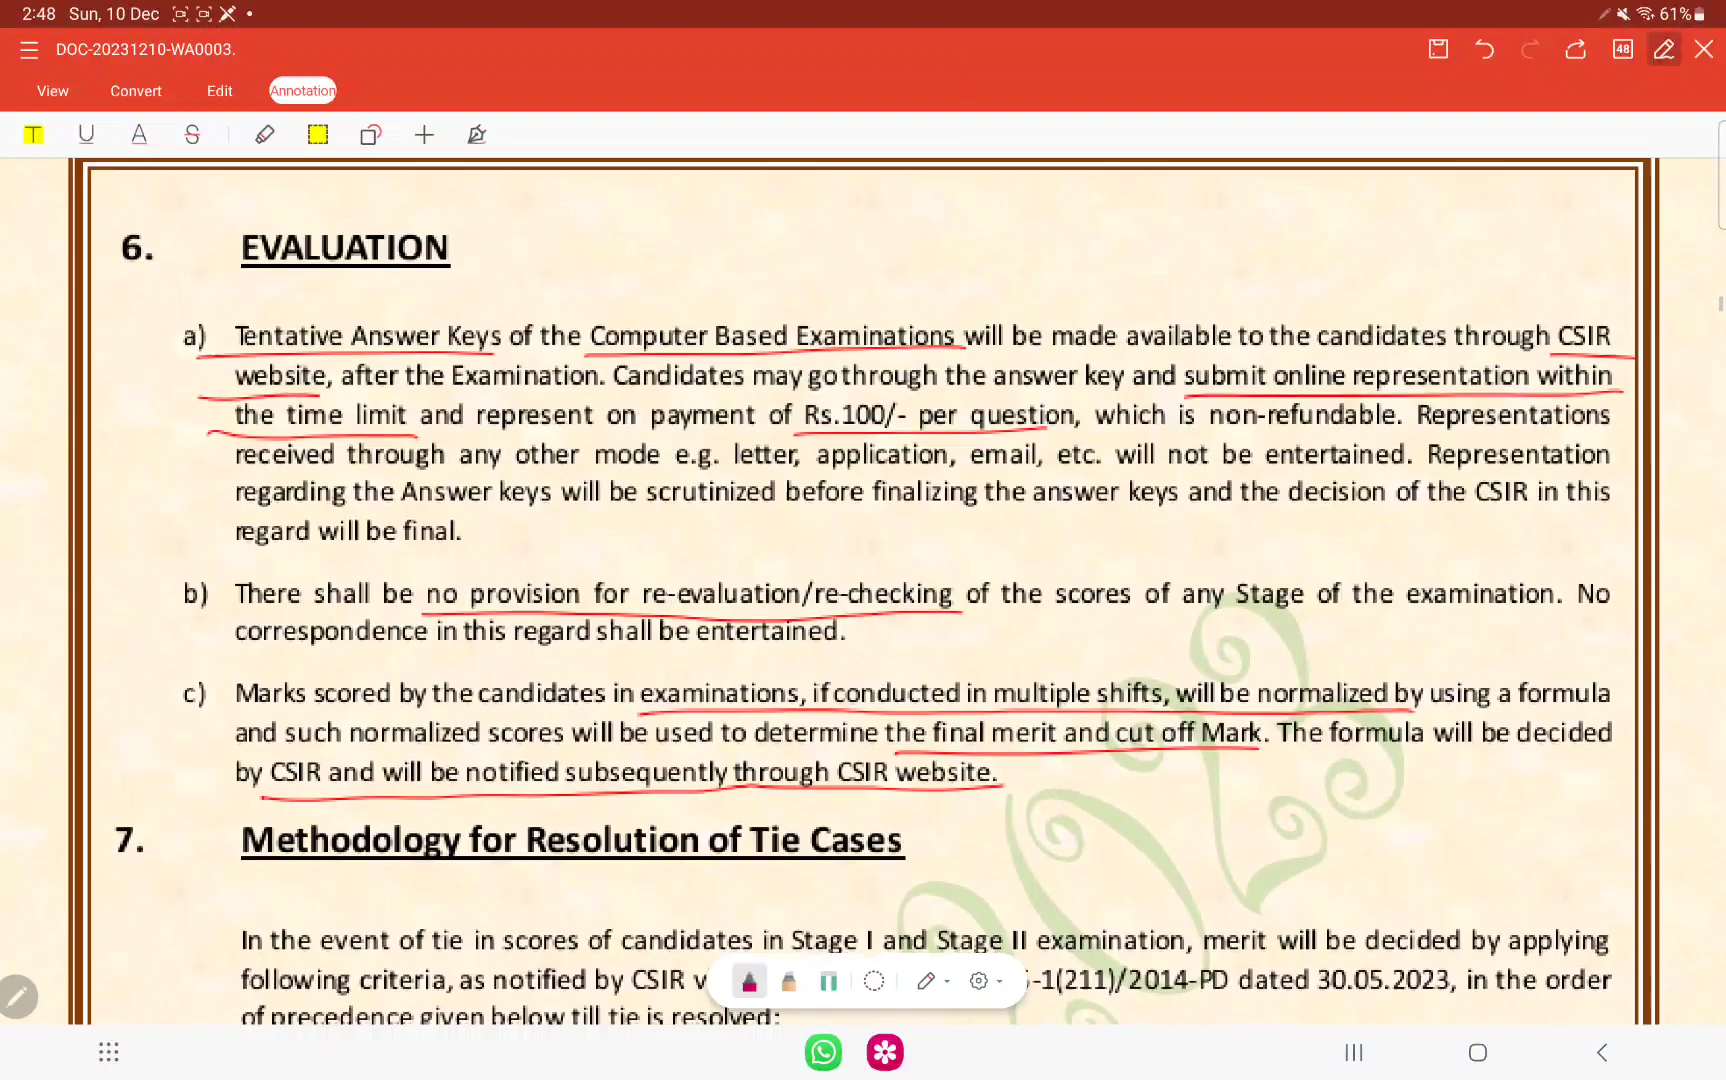 2:48 Sun, 10 Dec 61%
DOC-20231210-WA0003.
48
View Convert Edit Annotation
T U A S
6. EVALUATION
a) Tentative Answer Keys of the Computer Based Examinations will be made available to the candidates through CSIR
website, after the Examination. Candidates may go through the answer key and submit online representation within
the time limit and represent on payment of Rs.100/- per question, which is non-refundable. Representations
received through any other mode e.g. letter, application, email, etc. will not be entertained. Representation
regarding the Answer keys will be scrutinized before finalizing the answer keys and the decision of the CSIR in this
regard will be final.
b) There shall be no provision for re-evaluation/re-checking of the scores of any Stage of the examination. No
correspondence in this regard shall be entertained.
c) Marks scored by the candidates in examinations, if conducted in multiple shifts, will be normalized by using a formula
and such normalized scores will be used to determine the final merit and cut off Mark. The formula will be decided
by CSIR and will be notified subsequently through CSIR website.
7. Methodology for Resolution of Tie Cases
In the event of tie in scores of candidates in Stage I and Stage II examination, merit will be decided by applying
following criteria, as notified by CSIR -1(211)/2014-PD dated 30.05.2023, in the order
of precedence given below till tie is resolved: